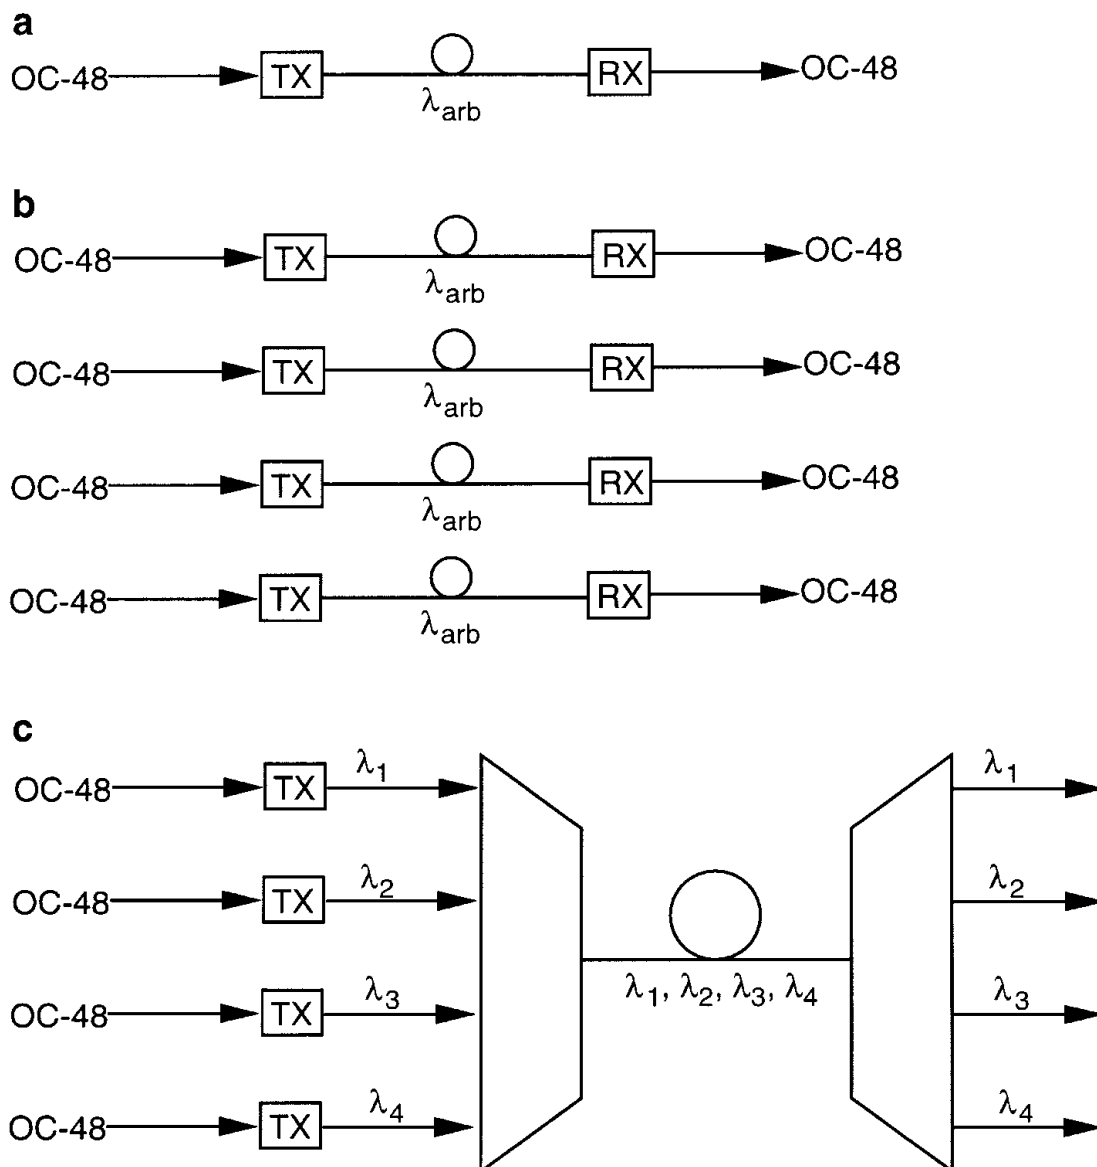 a
OC-48 TX λarb RX OC-48
b
OC-48 TX λarb RX OC-48
OC-48 TX λarb RX OC-48
OC-48 TX λarb RX OC-48
OC-48 TX λarb RX OC-48
c
OC-48 TX λ1 λ1
OC-48 TX λ2 λ2
λ1, λ2, λ3, λ4
OC-48 TX λ3 λ3
OC-48 TX λ4 λ4